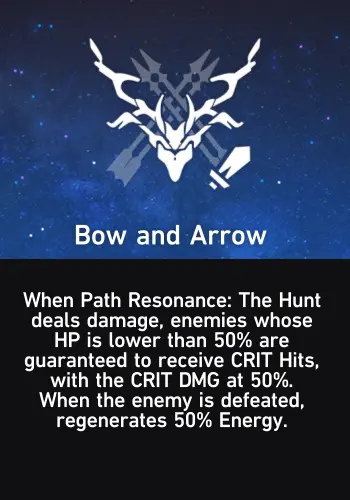 Bow and Arrow
When Path Resonance: The Hunt
deals damage, enemies whose
HP is lower than 50% are
guaranteed to receive CRIT Hits,
with the CRIT DMG at 50%.
When the enemy is defeated,
regenerates 50% Energy.